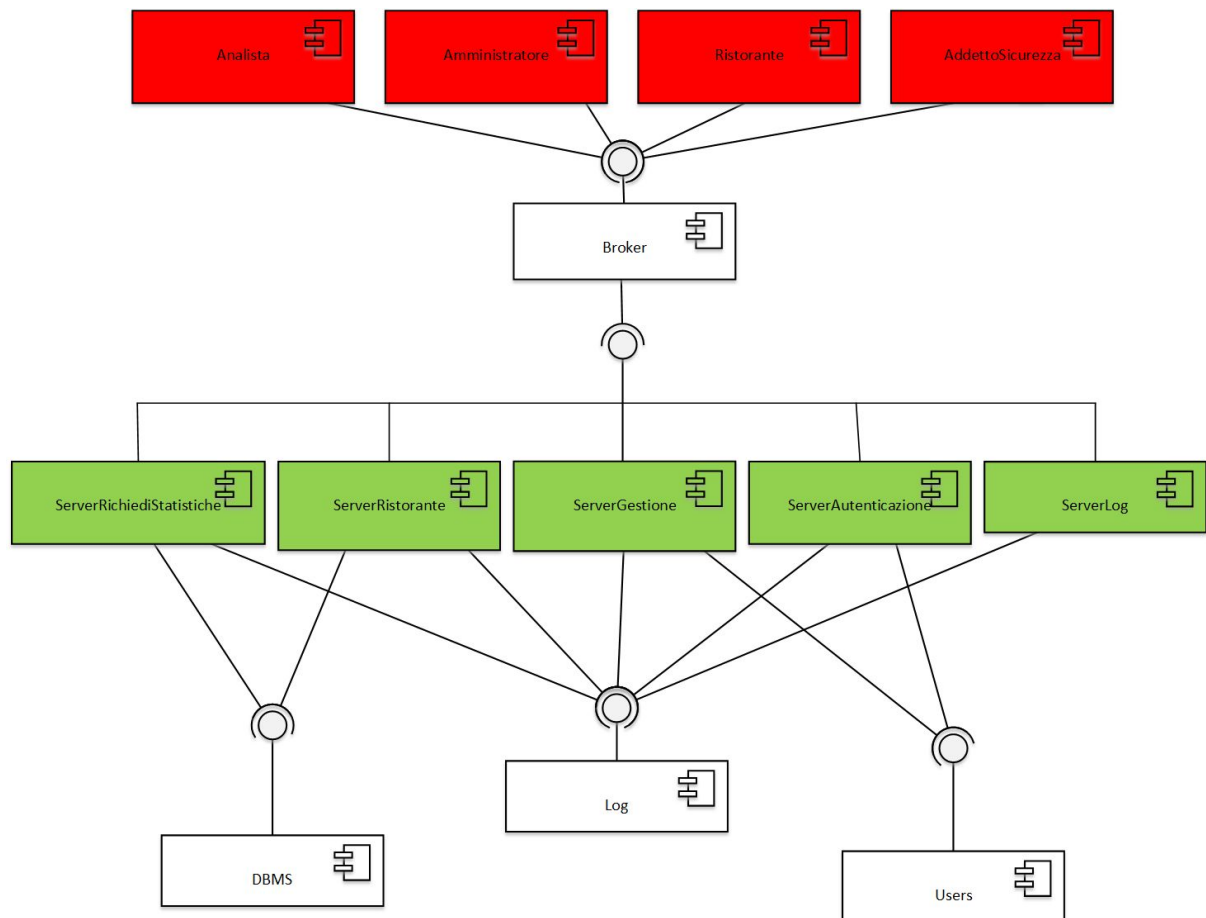 Analista
Amministratore
Ristorante
AddettoSicurezza
Broker
ServerRichiediStatistiche
ServerRistorante
ServerGestione
ServerAutenticazione
ServerLog
Log
DBMS
Users